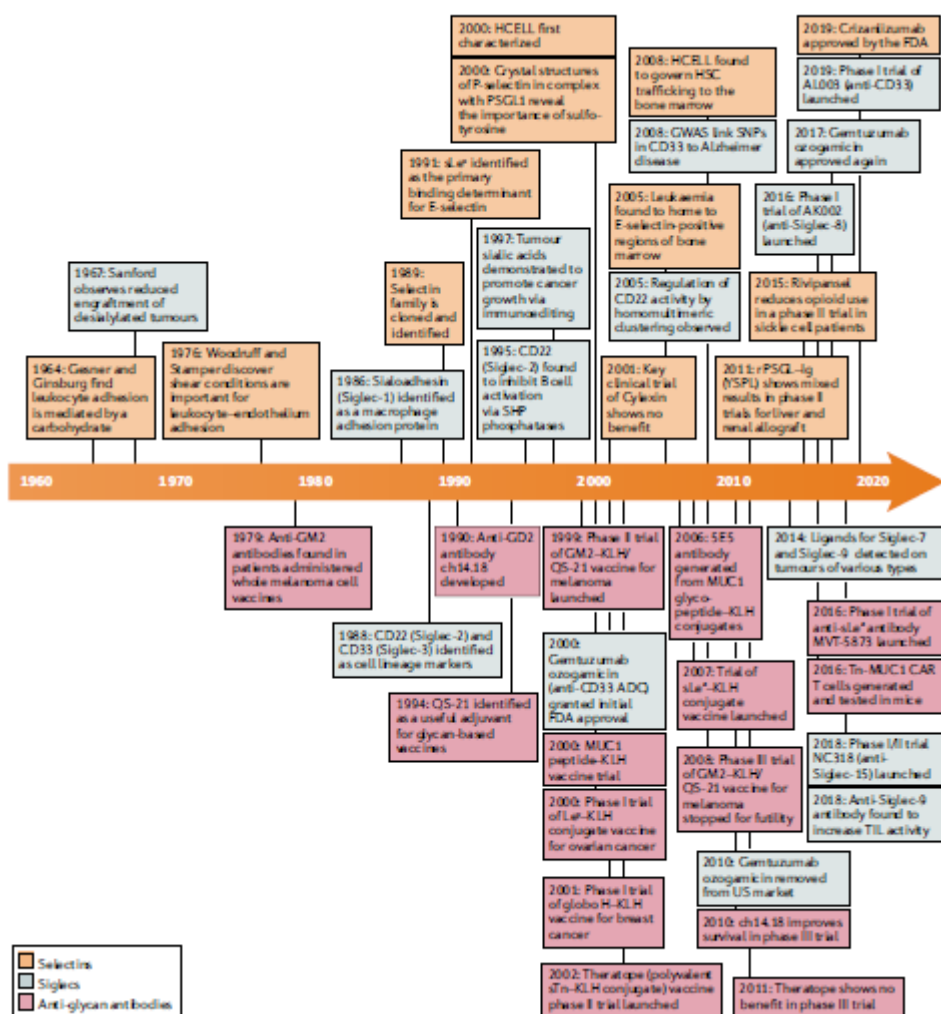 2000: HCELL first
characterized
2000: Crystal structures
of P-selectin in complex
with PSGL1 reveal
the importance of sulfo-
tyrosine
2008: HCELL found
to govern HSC
trafficking to the
bone marrow
2008: GWAS link SNPs
in CD33 to Alzheimer
disease
2019: Crizanlizumab
approved by the FDA
2019: Phase I trial of
AL003 (anti-CD33)
launched
2017: Gemtuzumab
ozogamicin
approved again
1991: sLeˣ identified
as the primary
binding determinant
for E-selectin
2005: Leukaemia
found to home to
E-selectin-positive
regions of bone
marrow
2016: Phase I
trial of AK002
(anti-Siglec-8)
launched
1967: Sanford
observes reduced
engraftment of
desialylated tumours
1989:
Selectin
family is
cloned and
identified
1997: Tumour
sialic acids
demonstrated to
promote cancer
growth via
immunoediting
2005: Regulation of
CD22 activity by
homomultimeric
clustering observed
2015: Rivipansel
reduces opioid use
in a phase II trial in
sickle cell patients
1964: Gesner and
Ginsburg find
leukocyte adhesion
is mediated by a
carbohydrate
1976: Woodruff and
Stamper discover
shear conditions are
important for
leukocyte–endothelium
adhesion
1986: Sialoadhesin
(Siglec-1) identified
as a macrophage
adhesion protein
1995: CD22
(Siglec-2) found
to inhibit B cell
activation
via SHP
phosphatases
2001: Key
clinical trial
of Cylexin
shows no
benefit
2011: rPSGL-Ig
(YSPL) shows mixed
results in phase II
trials for liver and
renal allograft
1960 1970 1980 1990 2000 2010 2020
1979: Anti-GM2
antibodies found in
patients administered
whole melanoma cell
vaccines
1990: Anti-GD2
antibody
ch14.18
developed
1999: Phase II trial
of GM2–KLH/
QS-21 vaccine for
melanoma
launched
2006: 5E5
antibody
generated
from MUC1
glyco-
peptide–KLH
conjugates
2014: Ligands for Siglec-7
and Siglec-9 detected on
tumours of various types
1988: CD22 (Siglec-2) and
CD33 (Siglec-3) identified
as cell lineage markers
2000:
Gemtuzumab
ozogamicin
(anti-CD33 ADC)
granted initial
FDA approval
2016: Phase I trial of
anti-sLeᵃ antibody
MVT-5873 launched
2007: Trial of
sLeᵃ–KLH
conjugate
vaccine launched
2016: Tn-MUC1 CAR
T cells generated
and tested in mice
1994: QS-21 identified
as a useful adjuvant
for glycan-based
vaccines
2000: MUC1
peptide–KLH
vaccine trial
2008: Phase III trial
of GM2–KLH/
QS-21 vaccine for
melanoma
stopped for futility
2018: Phase I/II trial
NC318 (anti-
Siglec-15) launched
2018: Anti-Siglec-9
antibody found to
increase TIL activity
2000: Phase I trial
of Leʸ–KLH
conjugate vaccine
for ovarian cancer
2010: Gemtuzumab
ozogamicin removed
from US market
2001: Phase I trial
of globo H–KLH
vaccine for breast
cancer
2010: ch14.18 improves
survival in phase III trial
2002: Theratope (polyvalent
sTn–KLH conjugate) vaccine
phase II trial launched
2011: Theratope shows no
benefit in phase III trial
Selectins
Siglecs
Anti-glycan antibodies